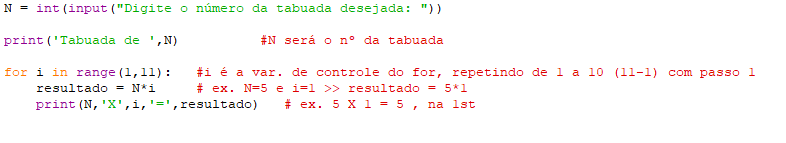 N = int(input("Digite o número da tabuada desejada: "))
print('Tabuada de ',N)           #N será o nº da tabuada
for i in range(1,11):   #i é a var. de controle do for, repetindo de 1 a 10 (11-1) com passo 1
    resultado = N*i     # ex. N=5 e i=1 >> resultado = 5*1
    print(N,'X',i,'=',resultado)   # ex. 5 X 1 = 5 , na 1st